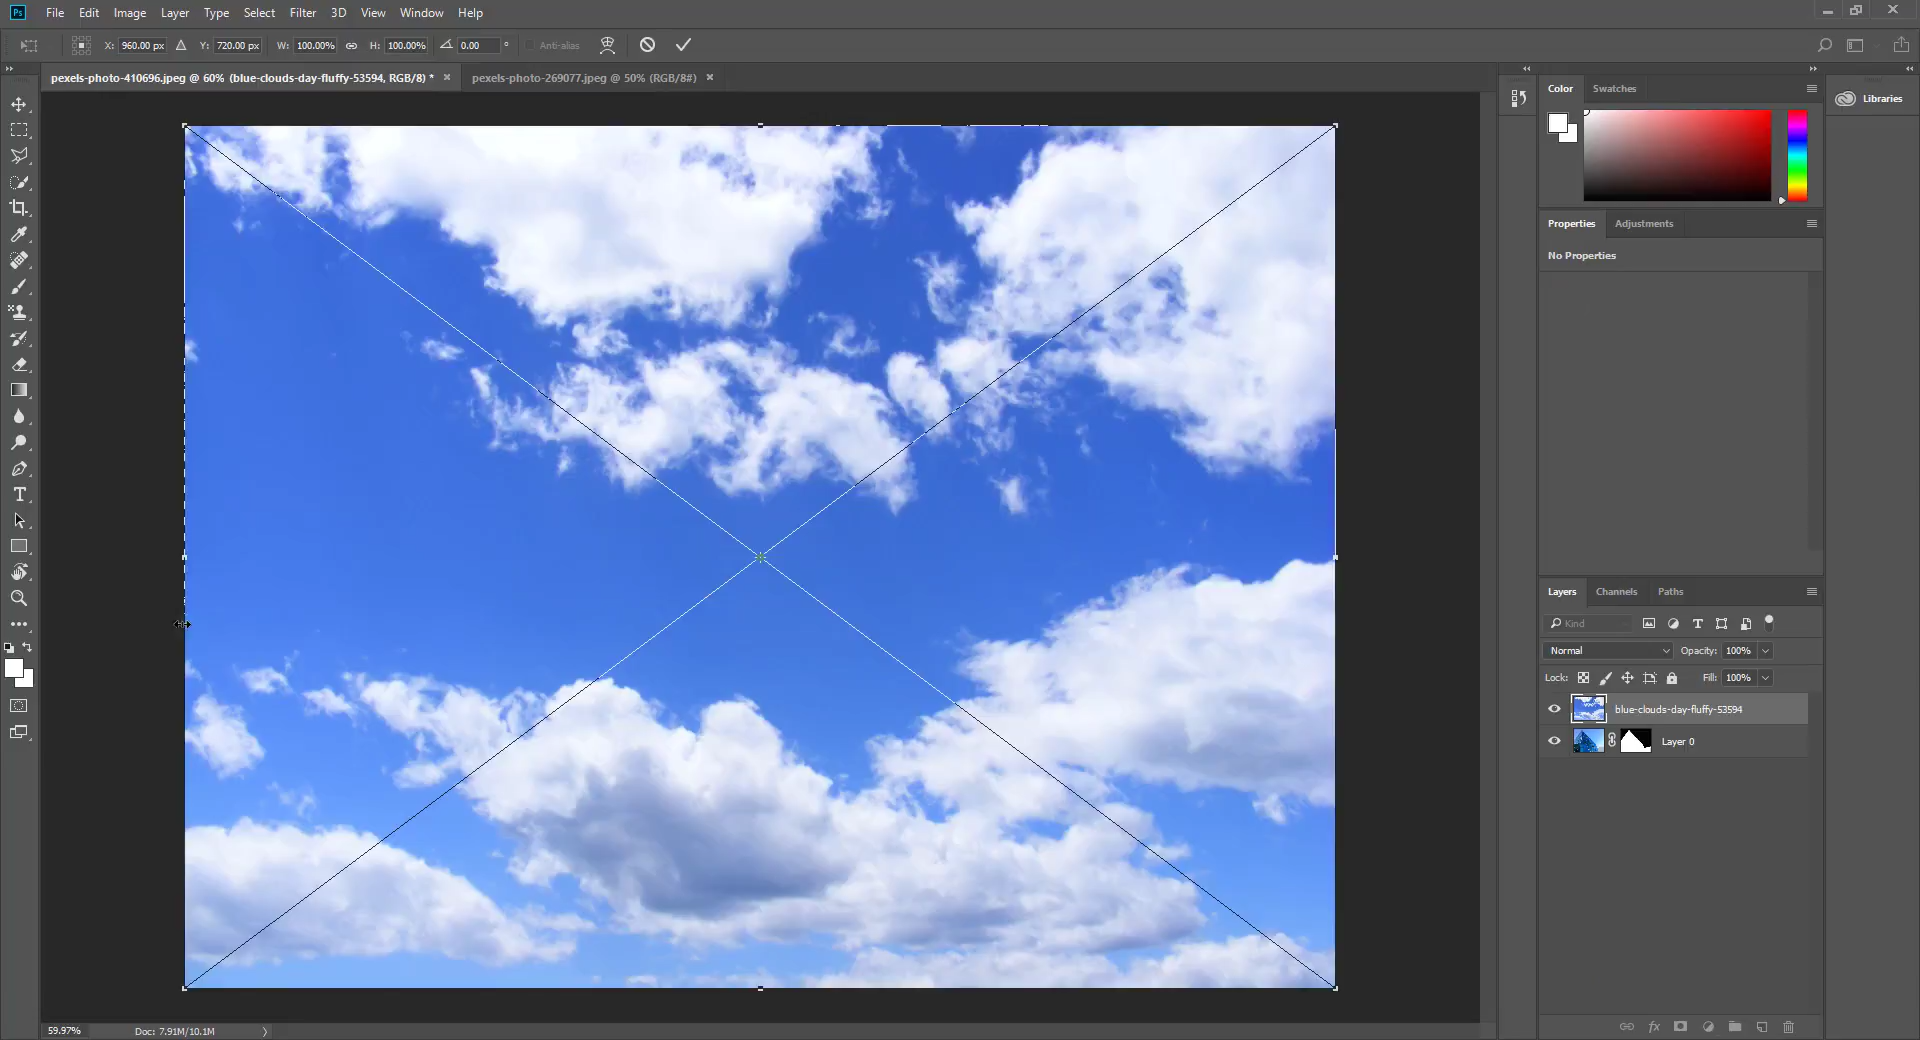 Ps File Edit Image Layer Type Select Filter 3D View Window Help
X: 960.00 px Y: 720.00 px W: 100.00% H: 100.00% 0.00 ° Anti-alias
pexels-photo-410696.jpeg @ 60% (blue-clouds-day-fluffy-53594, RGB/8) * × pexels-photo-269077.jpeg @ 50% (RGB/8#) ×
Color Swatches
Libraries
Properties Adjustments
No Properties
Layers Channels Paths
Kind
Normal Opacity: 100%
Lock: Fill: 100%
blue-clouds-day-fluffy-53594
Layer 0
59.97% Doc: 7.91M/10.1M